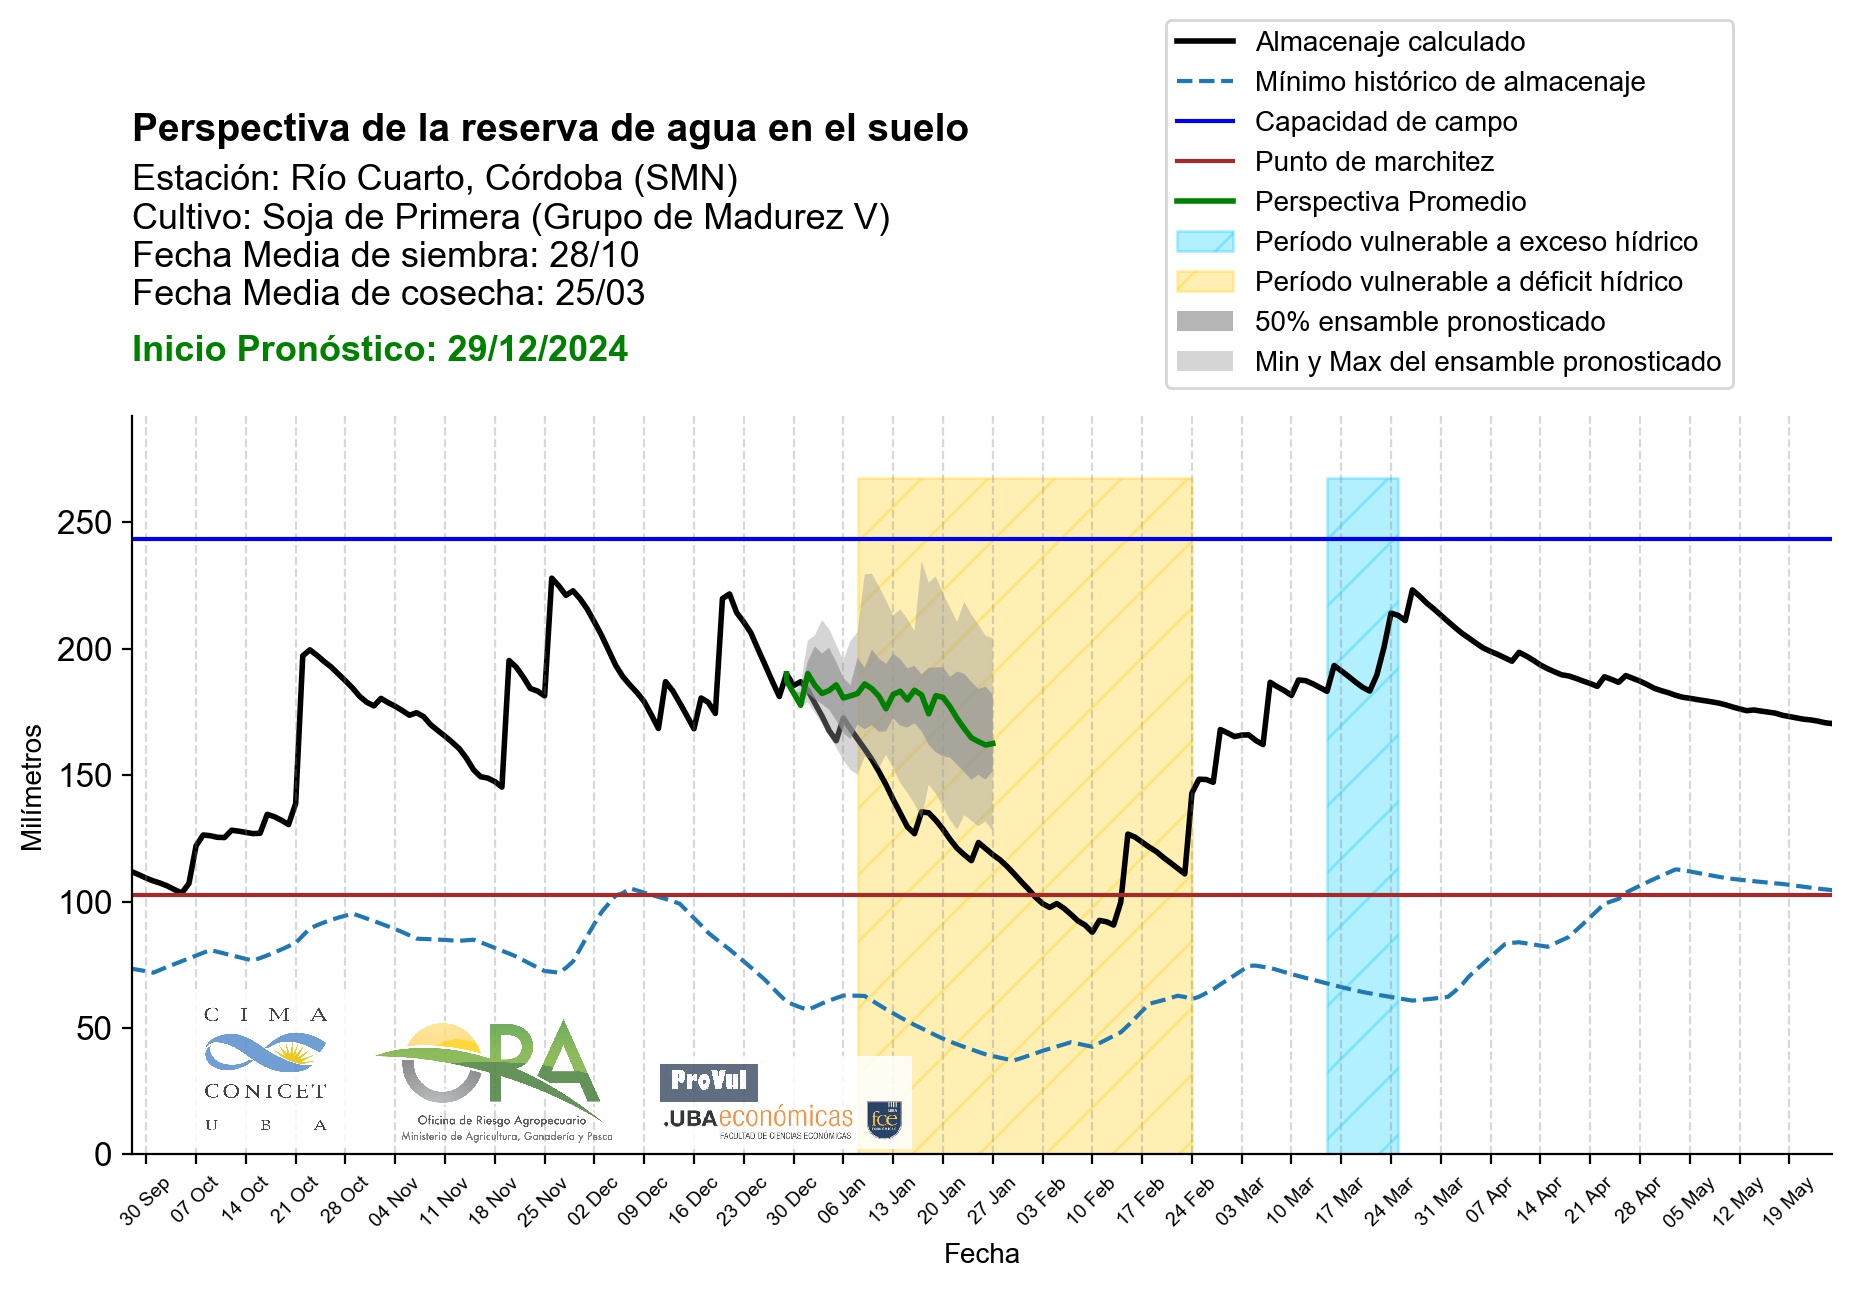 Almacenaje calculado
Mínimo histórico de almacenaje
Capacidad de campo
Punto de marchitez
Perspectiva Promedio
Período vulnerable a exceso hídrico
Período vulnerable a déficit hídrico
50% ensamble pronosticado
Min y Max del ensamble pronosticado
Perspectiva de la reserva de agua en el suelo
Estación: Río Cuarto, Córdoba (SMN)
Cultivo: Soja de Primera (Grupo de Madurez V)
Fecha Media de siembra: 28/10
Fecha Media de cosecha: 25/03
Inicio Pronóstico: 29/12/2024
Milímetros
250
200
150
100
50
0
C I M A
CONICET
U B A
ORA
Oficina de Riesgo Agropecuario
Ministerio de Agricultura, Ganadería y Pesca
ProVul
.UBAeconómicas
FACULTAD DE CIENCIAS ECONÓMICAS
UBA
fce
ECONÓMICAS
30 Sep
07 Oct
14 Oct
21 Oct
28 Oct
04 Nov
11 Nov
18 Nov
25 Nov
02 Dec
09 Dec
16 Dec
23 Dec
30 Dec
06 Jan
13 Jan
20 Jan
27 Jan
03 Feb
10 Feb
17 Feb
24 Feb
03 Mar
10 Mar
17 Mar
24 Mar
31 Mar
07 Apr
14 Apr
21 Apr
28 Apr
05 May
12 May
19 May
Fecha